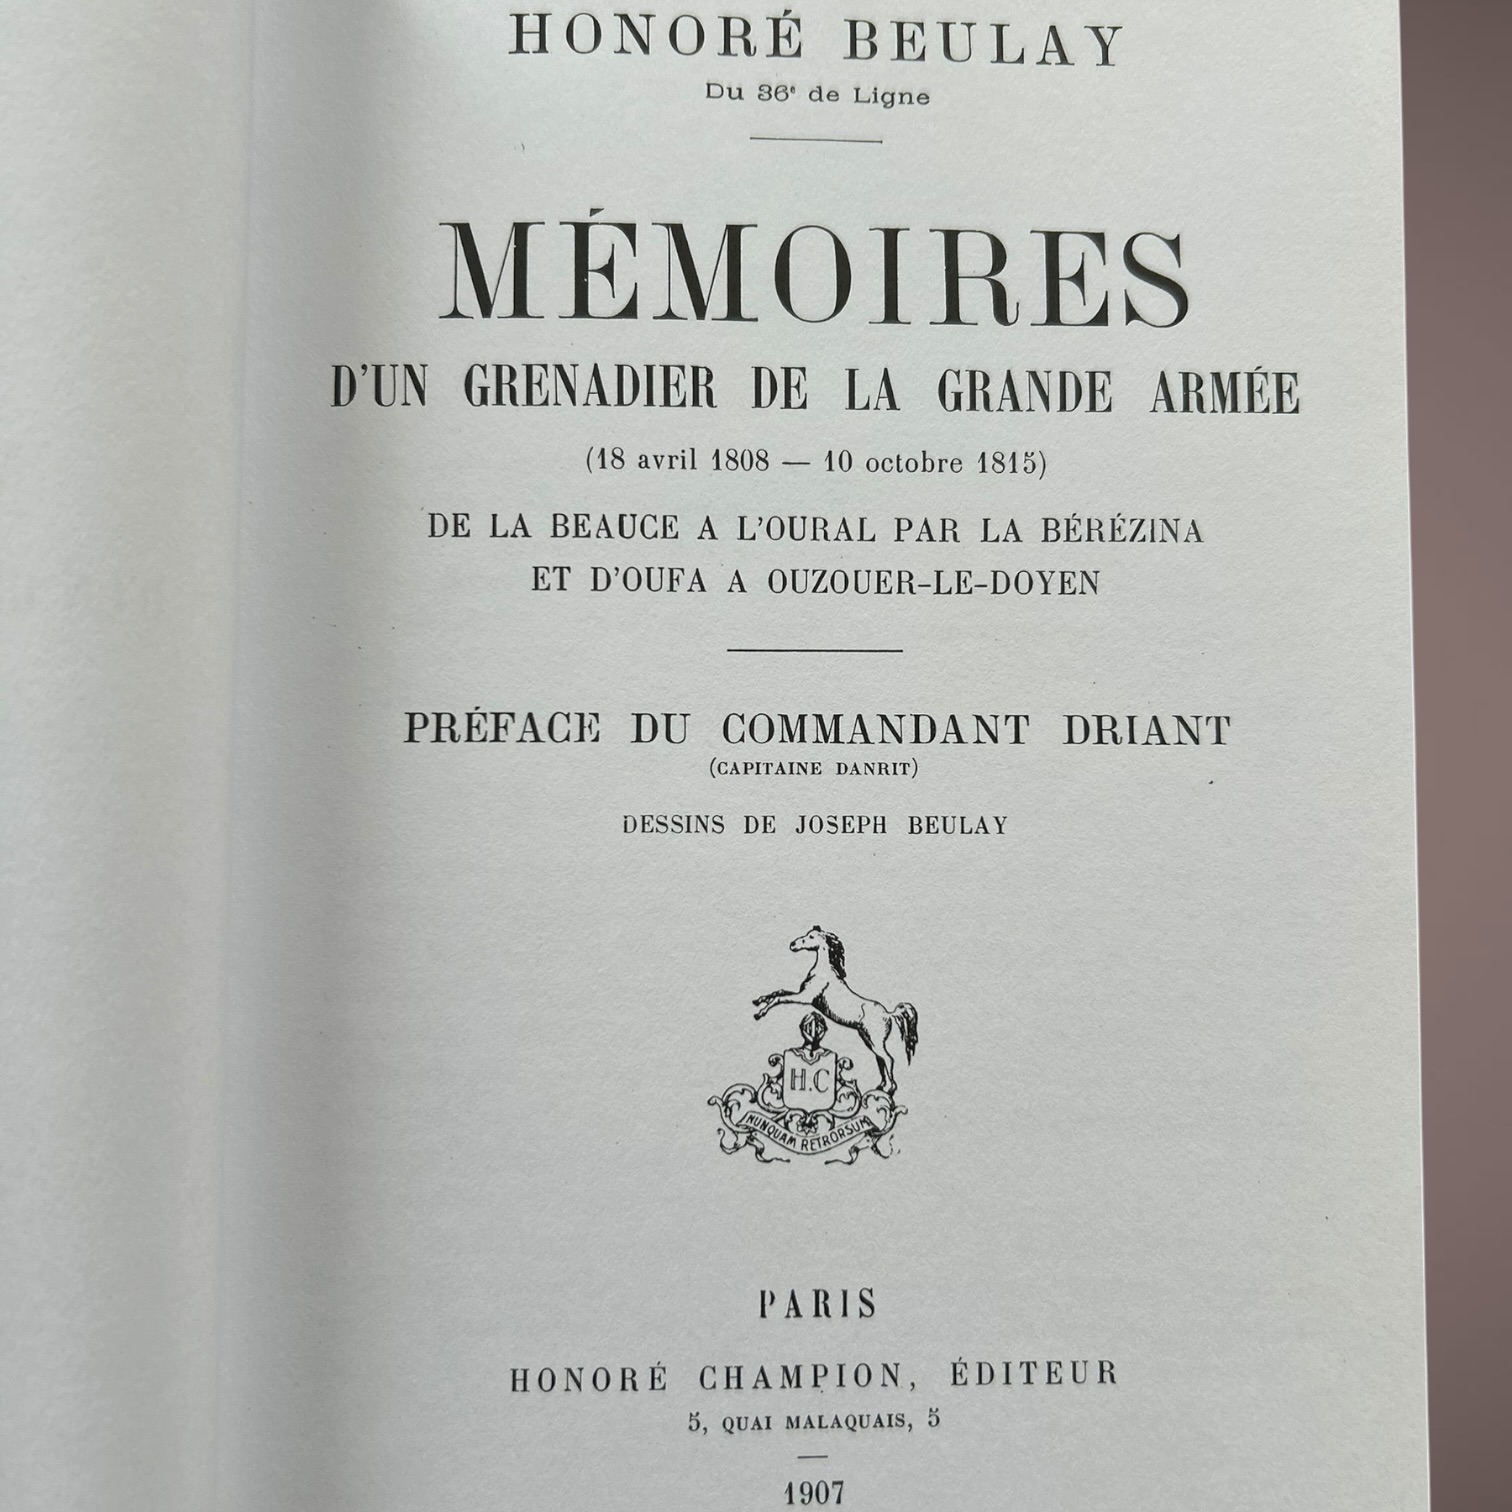 HONORÉ BEULAY
Du 36e de Ligne
MÉMOIRES
D'UN GRENADIER DE LA GRANDE ARMÉE
(18 avril 1808 — 10 octobre 1815)
DE LA BEAUCE A L'OURAL PAR LA BÉRÉZINA
ET D'OUFA A OUZOUER-LE-DOYEN
PRÉFACE DU COMMANDANT DRIANT
(CAPITAINE DANRIT)
DESSINS DE JOSEPH BEULAY
H.C
NUNQUAM RETRORSUM
PARIS
HONORÉ CHAMPION, ÉDITEUR
5, QUAI MALAQUAIS, 5
1907